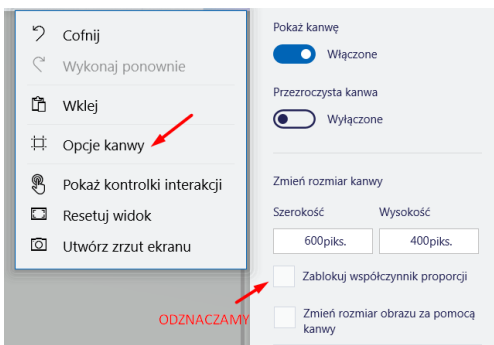 Cofnij
Wykonaj ponownie
Wklej
Opcje kanwy
Pokaż kontrolki interakcji
Resetuj widok
Utwórz zrzut ekranu
Pokaż kanwę
Włączone
Przezroczysta kanwa
Wyłączone
Zmień rozmiar kanwy
Szerokość Wysokość
600piks. 400piks.
Zablokuj współczynnik proporcji
ODZNACZAMY
Zmień rozmiar obrazu za pomocą
kanwy